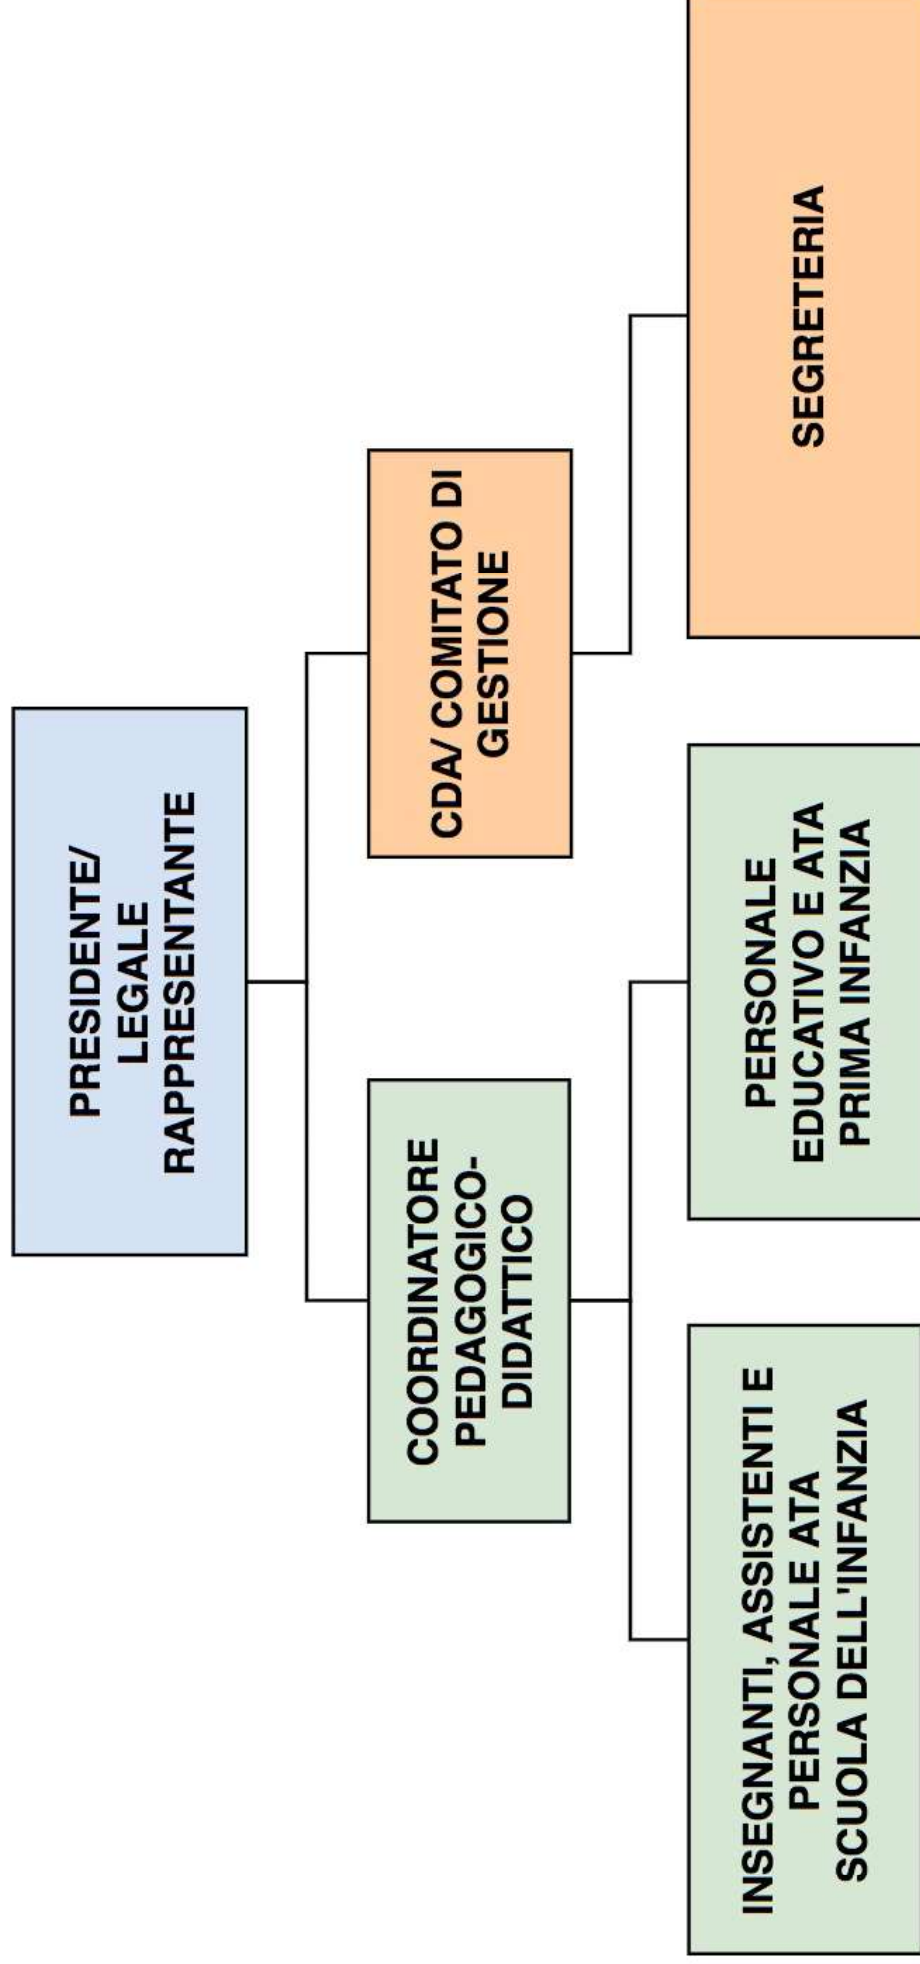 PRESIDENTE/
LEGALE
RAPPRESENTANTE
COORDINATORE
PEDAGOGICO-
DIDATTICO
CDA/ COMITATO DI
GESTIONE
INSEGNANTI, ASSISTENTI E
PERSONALE ATA
SCUOLA DELL'INFANZIA
PERSONALE
EDUCATIVO E ATA
PRIMA INFANZIA
SEGRETERIA